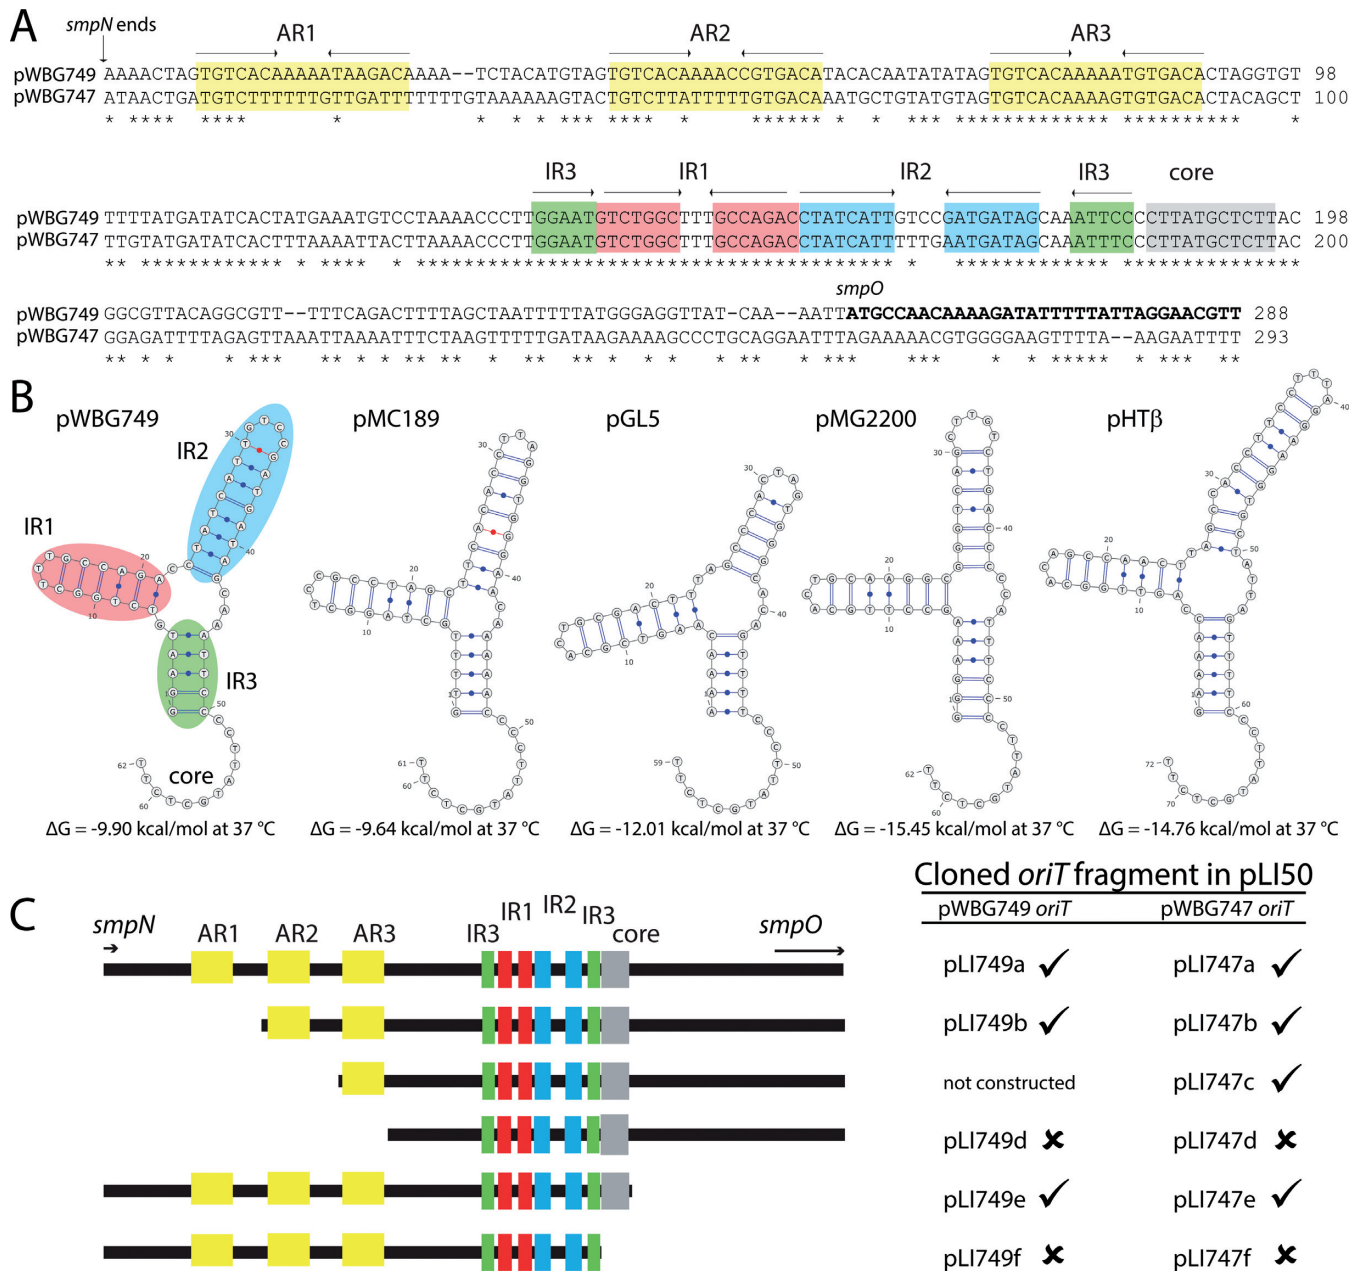 A
smpN ends
AR1 AR2 AR3
pWBG749 AAAACTAGTGTCACAAAAATAAGACAAAA--TCTACATGTAGTGTCACAAAACCGTGACATACACAATATATAGTGTCACAAAAATGTGACACTAGGTGT 98
pWBG747 ATAACTGATGTCTTTTTTGTTGATTTTTTTGTAAAAAAGTACTGTCTTATTTTTGTGACAAATGCTGTATGTAGTGTCACAAAAGTGTGACACTACAGCT 100
IR3 IR1 IR2 IR3 core
pWBG749 TTTTATGATATCACTATGAAATGTCCTAAAACCCTTGGAATGTCTGGCTTTGCCAGACCTATCATTGTCCGATGATAGCAAATTCCCCTTATGCTCTTAC 198
pWBG747 TTGTATGATATCACTTTAAAATTACTTAAAACCCTTGGAATGTCTGGCTTTGCCAGACCTATCATTTTTGAATGATAGCAAATTTCCCTTATGCTCTTAC 200
smpO
pWBG749 GGCGTTACAGGCGTT--TTTCAGACTTTTAGCTAATTTTTATGGGAGGTTAT-CAA--AATTATGCCAACAAAAGATATTTTTATTAGGAACGTT 288
pWBG747 GGAGATTTTAGAGTTAAATTAAAATTTCTAAGTTTTTGATAAGAAAAGCCCTGCAGGAATTTAGAAAAACGTGGGGAAGTTTTA--AAGAATTTT 293
B
pWBG749 pMC189 pGL5 pMG2200 pHTβ
IR2
IR1
IR3
core
ΔG = -9.90 kcal/mol at 37 °C ΔG = -9.64 kcal/mol at 37 °C ΔG = -12.01 kcal/mol at 37 °C ΔG = -15.45 kcal/mol at 37 °C ΔG = -14.76 kcal/mol at 37 °C
C
smpN AR1 AR2 AR3 IR3 IR1 IR2 IR3 core smpO
Cloned oriT fragment in pLI50
pWBG749 oriT pWBG747 oriT
pLI749a ✓ pLI747a ✓
pLI749b ✓ pLI747b ✓
not constructed pLI747c ✓
pLI749d ✘ pLI747d ✘
pLI749e ✓ pLI747e ✓
pLI749f ✘ pLI747f ✘